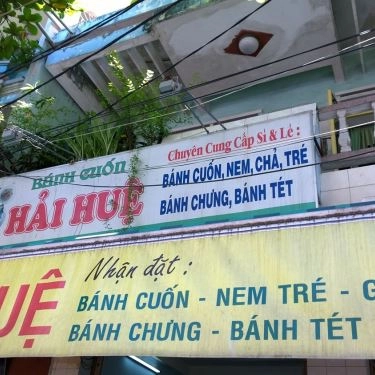 BÁNH CUỐN
HẢI HUỆ
Chuyên Cung Cấp Sỉ & Lẻ :
BÁNH CUỐN, NEM, CHẢ, TRÉ
BÁNH CHƯNG, BÁNH TÉT
UỆ
Nhận đặt :
BÁNH CUỐN - NEM TRÉ - G
BÁNH CHƯNG - BÁNH TÉT